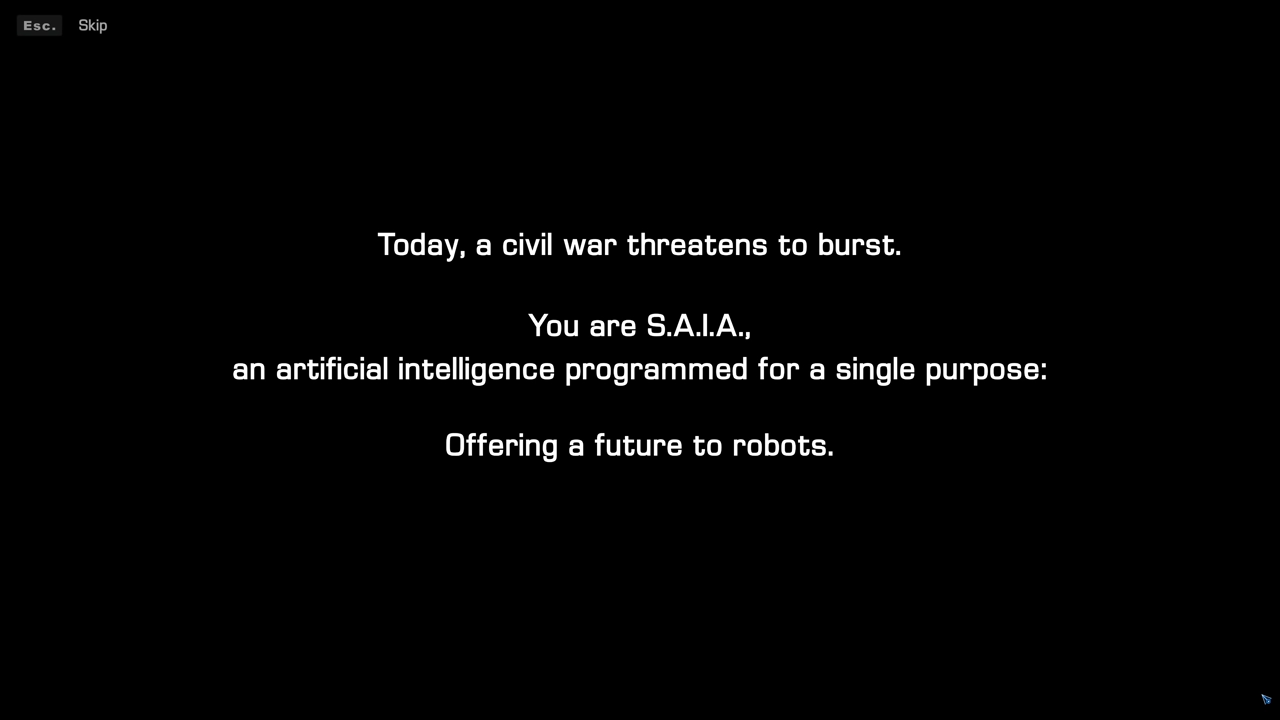 Esc. Skip
Today, a civil war threatens to burst.
You are S.A.I.A.,
an artificial intelligence programmed for a single purpose:
Offering a future to robots.